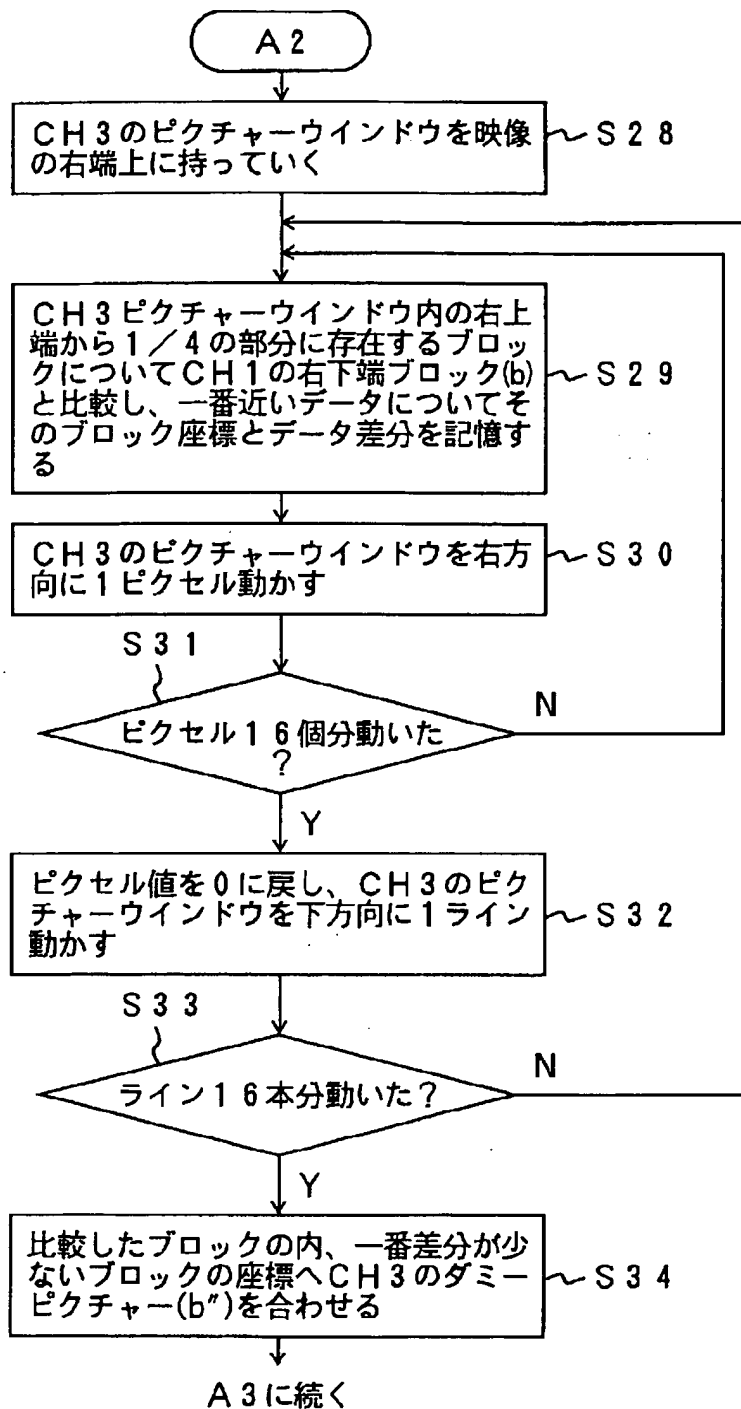 A2
CH3のピクチャーウインドウを映像
の右端上に持っていく
S28
CH3ピクチャーウインドウ内の右上
端から1/4の部分に存在するブロッ
クについてCH1の右下端ブロック(b)
と比較し、一番近いデータについてそ
のブロック座標とデータ差分を記憶す
る
S29
CH3のピクチャーウインドウを右方
向に1ピクセル動かす
S30
S31
ピクセル16個分動いた
?
N
Y
ピクセル値を0に戻し、CH3のピク
チャーウインドウを下方向に1ライン
動かす
S32
S33
ライン16本分動いた?
N
Y
比較したブロックの内、一番差分が少
ないブロックの座標へCH3のダミー
ピクチャー(b″)を合わせる
S34
A3に続く